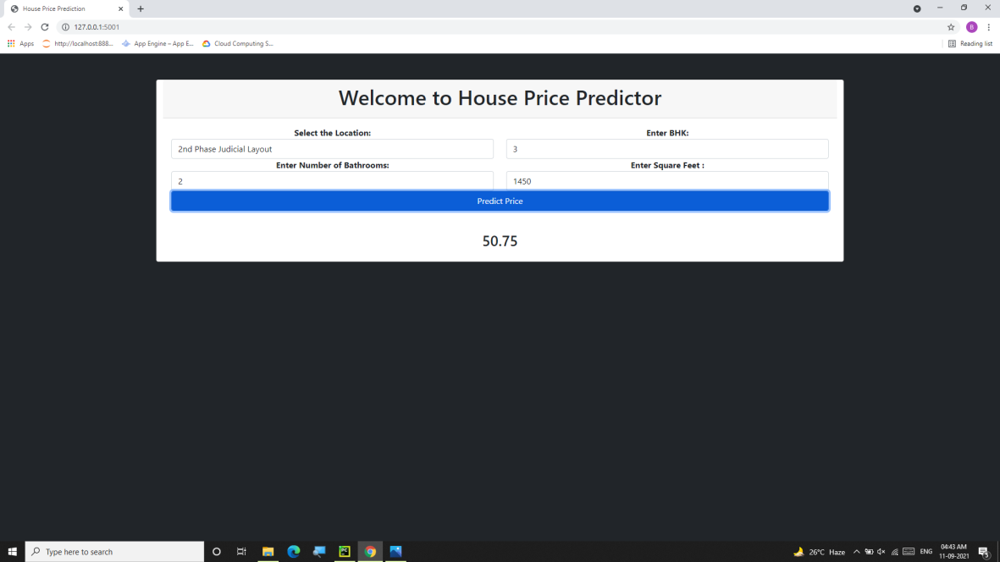 House Price Prediction
127.0.0.1:5001
B
Apps http://localhost:888... App Engine – App E... Cloud Computing S... Reading list
Welcome to House Price Predictor
Select the Location: Enter BHK:
2nd Phase Judicial Layout 3
Enter Number of Bathrooms: Enter Square Feet :
2 1450
Predict Price
50.75
Type here to search PC 26°C Haze ENG 04:43 AM
11-09-2021 5